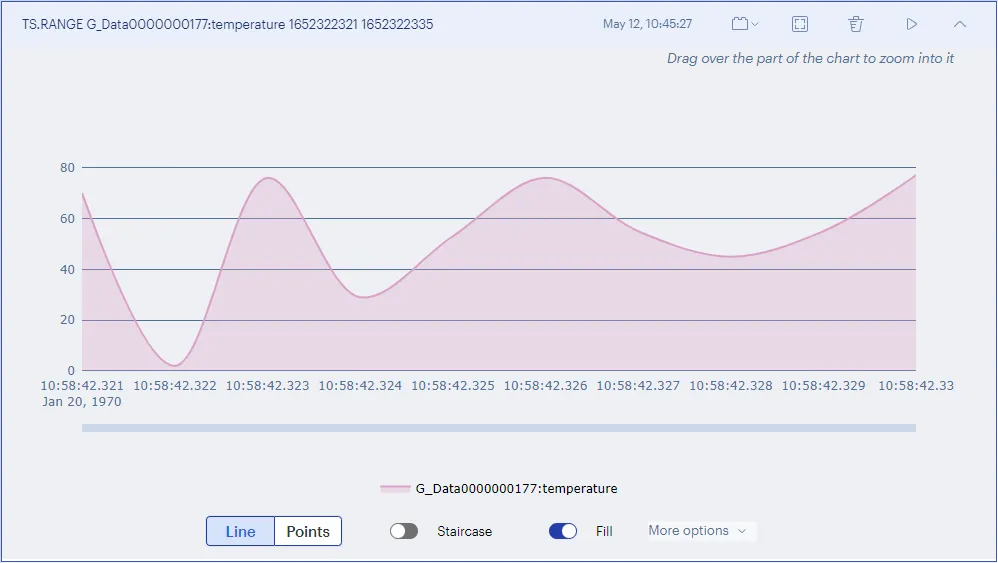 TS.RANGE G_Data0000000177:temperature 1652322321 1652322335 May 12, 10:45:27
Drag over the part of the chart to zoom into it
80
60
40
20
0
10:58:42.321 10:58:42.322 10:58:42.323 10:58:42.324 10:58:42.325 10:58:42.326 10:58:42.327 10:58:42.328 10:58:42.329 10:58:42.33
Jan 20, 1970
G_Data0000000177:temperature
Line Points Staircase Fill More options